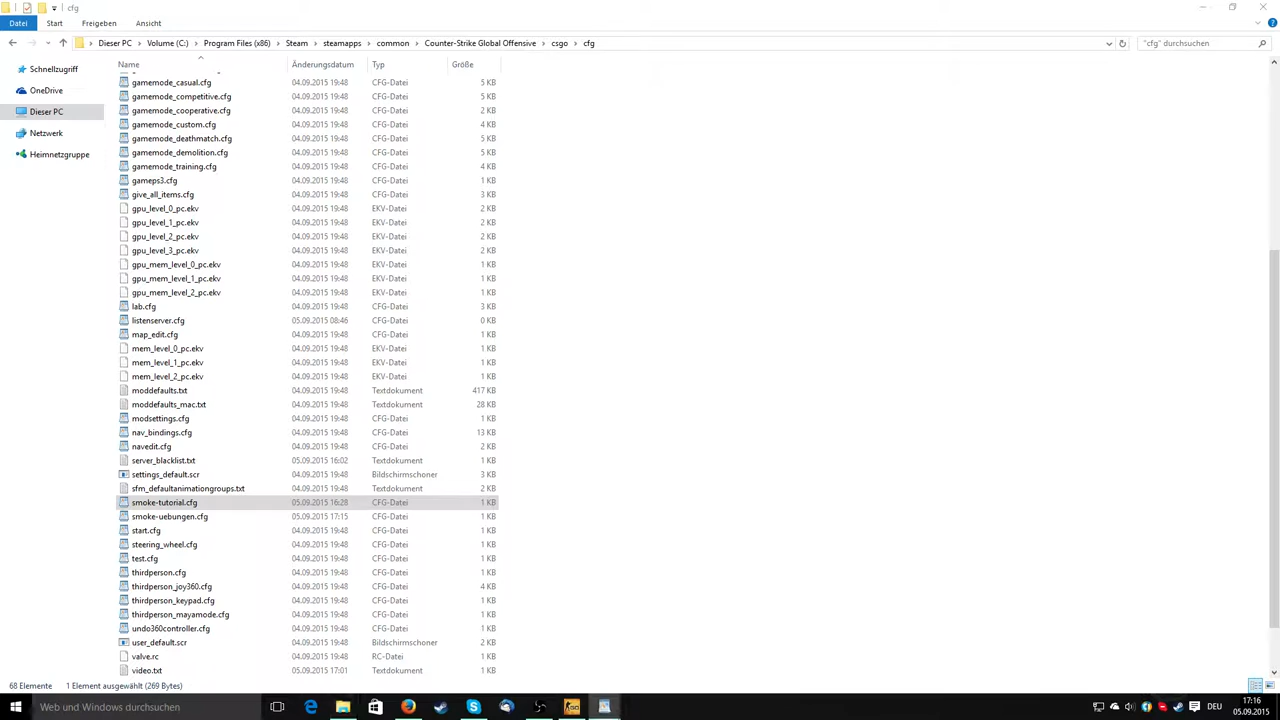 cfg
Datei Start Freigeben Ansicht
Dieser PC Volume (C:) Program Files (x86) Steam steamapps common Counter-Strike Global Offensive csgo cfg "cfg" durchsuchen
Name Änderungsdatum Typ Größe
Schnellzugriff
OneDrive
Dieser PC
Netzwerk
Heimnetzgruppe
gamemode_casual.cfg 04.09.2015 19:48 CFG-Datei 5 KB
gamemode_competitive.cfg 04.09.2015 19:48 CFG-Datei 5 KB
gamemode_cooperative.cfg 04.09.2015 19:48 CFG-Datei 2 KB
gamemode_custom.cfg 04.09.2015 19:48 CFG-Datei 4 KB
gamemode_deathmatch.cfg 04.09.2015 19:48 CFG-Datei 5 KB
gamemode_demolition.cfg 04.09.2015 19:48 CFG-Datei 5 KB
gamemode_training.cfg 04.09.2015 19:48 CFG-Datei 4 KB
gameps3.cfg 04.09.2015 19:48 CFG-Datei 1 KB
give_all_items.cfg 04.09.2015 19:48 CFG-Datei 3 KB
gpu_level_0_pc.ekv 04.09.2015 19:48 EKV-Datei 2 KB
gpu_level_1_pc.ekv 04.09.2015 19:48 EKV-Datei 2 KB
gpu_level_2_pc.ekv 04.09.2015 19:48 EKV-Datei 2 KB
gpu_level_3_pc.ekv 04.09.2015 19:48 EKV-Datei 2 KB
gpu_mem_level_0_pc.ekv 04.09.2015 19:48 EKV-Datei 1 KB
gpu_mem_level_1_pc.ekv 04.09.2015 19:48 EKV-Datei 1 KB
gpu_mem_level_2_pc.ekv 04.09.2015 19:48 EKV-Datei 1 KB
lab.cfg 04.09.2015 19:48 CFG-Datei 3 KB
listenserver.cfg 05.09.2015 08:46 CFG-Datei 0 KB
map_edit.cfg 04.09.2015 19:48 CFG-Datei 1 KB
mem_level_0_pc.ekv 04.09.2015 19:48 EKV-Datei 1 KB
mem_level_1_pc.ekv 04.09.2015 19:48 EKV-Datei 1 KB
mem_level_2_pc.ekv 04.09.2015 19:48 EKV-Datei 1 KB
moddefaults.txt 04.09.2015 19:48 Textdokument 417 KB
moddefaults_mac.txt 04.09.2015 19:48 Textdokument 28 KB
modsettings.cfg 04.09.2015 19:48 CFG-Datei 1 KB
nav_bindings.cfg 04.09.2015 19:48 CFG-Datei 13 KB
navedit.cfg 04.09.2015 19:48 CFG-Datei 2 KB
server_blacklist.txt 05.09.2015 16:02 Textdokument 1 KB
settings_default.scr 04.09.2015 19:48 Bildschirmschoner 3 KB
sfm_defaultanimationgroups.txt 04.09.2015 19:48 Textdokument 2 KB
smoke-tutorial.cfg 05.09.2015 16:28 CFG-Datei 1 KB
smoke-uebungen.cfg 05.09.2015 17:15 CFG-Datei 1 KB
start.cfg 04.09.2015 19:48 CFG-Datei 1 KB
steering_wheel.cfg 04.09.2015 19:48 CFG-Datei 1 KB
test.cfg 04.09.2015 19:48 CFG-Datei 1 KB
thirdperson.cfg 04.09.2015 19:48 CFG-Datei 1 KB
thirdperson_joy360.cfg 04.09.2015 19:48 CFG-Datei 4 KB
thirdperson_keypad.cfg 04.09.2015 19:48 CFG-Datei 1 KB
thirdperson_mayamode.cfg 04.09.2015 19:48 CFG-Datei 1 KB
undo360controller.cfg 04.09.2015 19:48 CFG-Datei 1 KB
user_default.scr 04.09.2015 19:48 Bildschirmschoner 2 KB
valve.rc 04.09.2015 19:48 RC-Datei 1 KB
video.txt 05.09.2015 17:01 Textdokument 1 KB
68 Elemente 1 Element ausgewählt (269 Bytes)
Web und Windows durchsuchen DEU 17:16
05.09.2015